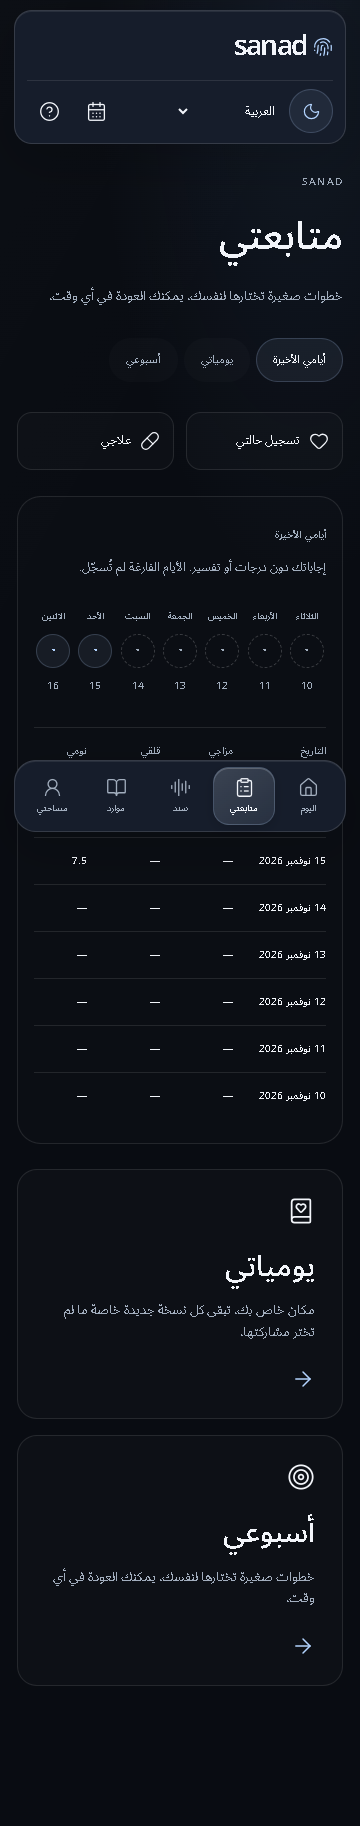 sanad
العربية
SANAD
متابعتي
خطوات صغيرة تختارها لنفسك، يمكنك العودة في أي وقت.
أيامي الأخيرة
يومياتي
أسبوعي
تسجيل حالتي
علاجي
أيامي الأخيرة
إجاباتك دون درجات أو تفسير. الأيام الفارغة لم تُسجّل.
الثلاثاء الأربعاء الخميس الجمعة السبت الأحد الاثنين
10 11 12 13 14 15 16
التاريخ مزاجي قلقي نومي
اليوم متابعتي سند موارد مساحتي
15 نوفمبر 2026 — — 7.5
14 نوفمبر 2026 — — —
13 نوفمبر 2026 — — —
12 نوفمبر 2026 — — —
11 نوفمبر 2026 — — —
10 نوفمبر 2026 — — —
يومياتي
مكان خاص بك، تبقى كل نسخة جديدة خاصة ما لم
تختر مشاركتها.
أسبوعي
خطوات صغيرة تختارها لنفسك، يمكنك العودة في أي
وقت.